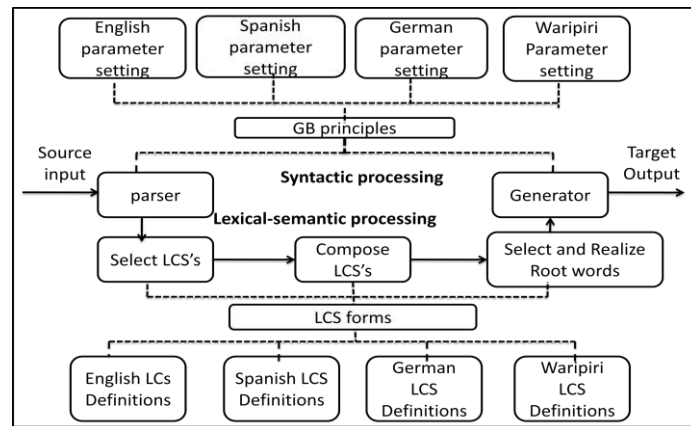 English parameter setting
Spanish parameter setting
German parameter setting
Waripiri Parameter setting
GB principles
Source input
Target Output
Syntactic processing
parser
Generator
Lexical-semantic processing
Select LCS's
Compose LCS's
Select and Realize Root words
LCS forms
English LCs Definitions
Spanish LCS Definitions
German LCS Definitions
Waripiri LCS Definitions